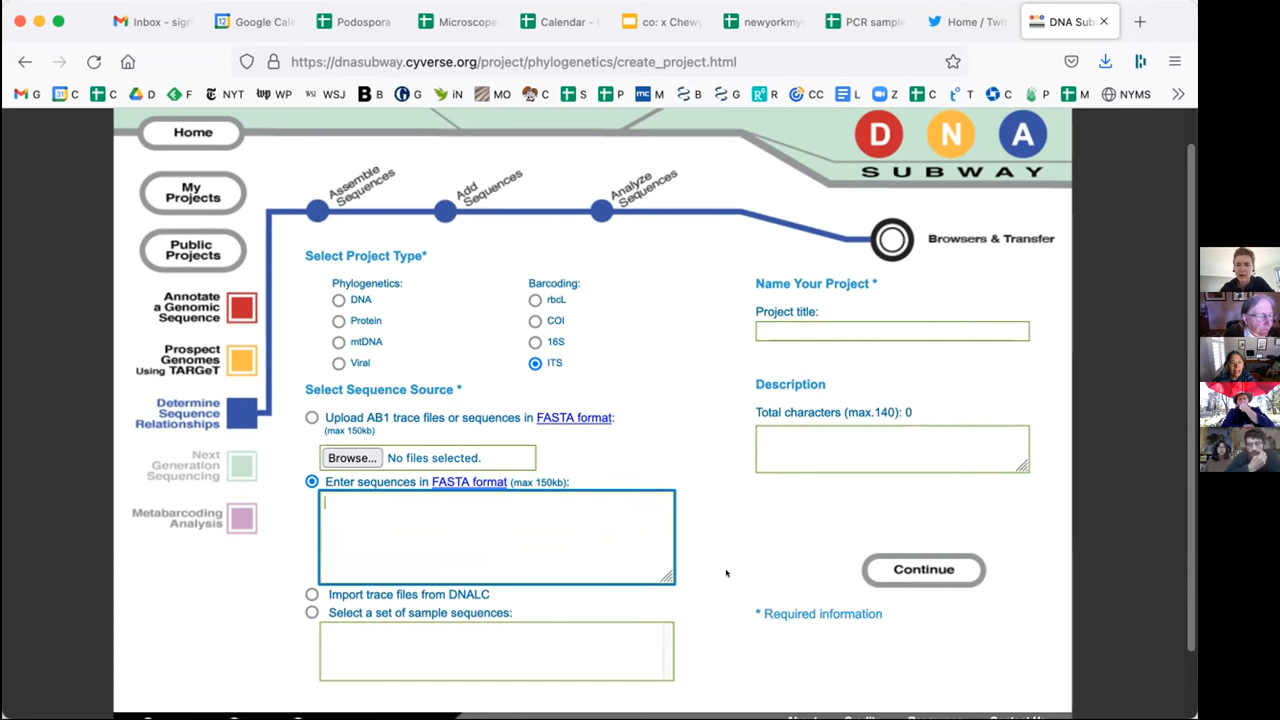 Inbox - sign
Google Cale
Podospora
Microscope
Calendar -
co: x Chewy
newyorkmy
PCR sample
Home / Twit
DNA Sub
https://dnasubway.cyverse.org/project/phylogenetics/create_project.html
G C C D F NYT WP WSJ B G iN MO C S P M S G R CC L Z C T C P M NYMS
Home
My Projects
Public Projects
Annotate a Genomic Sequence
Prospect Genomes Using TARGeT
Determine Sequence Relationships
Next Generation Sequencing
Metabarcoding Analysis
Assemble Sequences
Add Sequences
Analyze Sequences
D N A
SUBWAY
Browsers & Transfer
Select Project Type*
Phylogenetics:
DNA
Protein
mtDNA
Viral
Barcoding:
rbcL
COI
16S
ITS
Select Sequence Source *
Upload AB1 trace files or sequences in FASTA format:
(max 150kb)
Browse... No files selected.
Enter sequences in FASTA format (max 150kb):
Import trace files from DNALC
Select a set of sample sequences:
Name Your Project *
Project title:
Description
Total characters (max.140): 0
Continue
* Required information